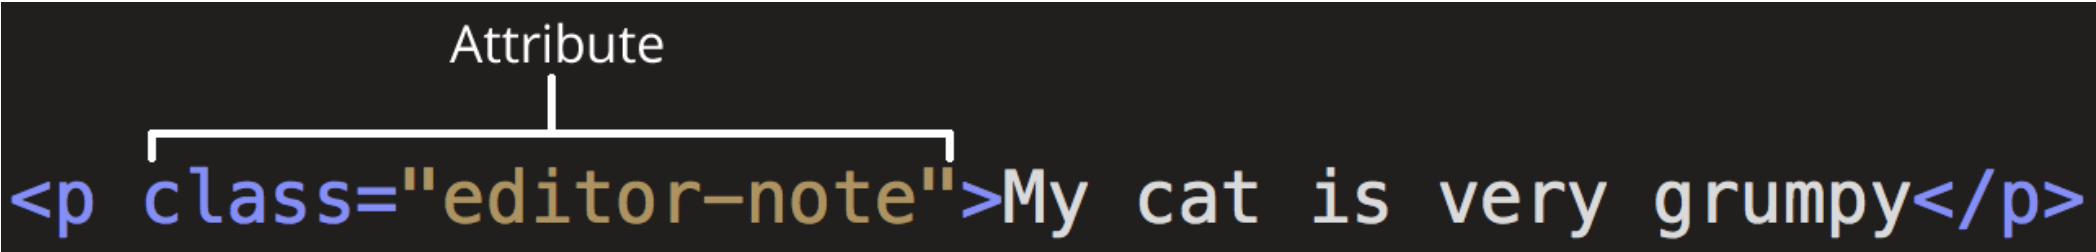 Attribute
<p class="editor-note">My cat is very grumpy</p>